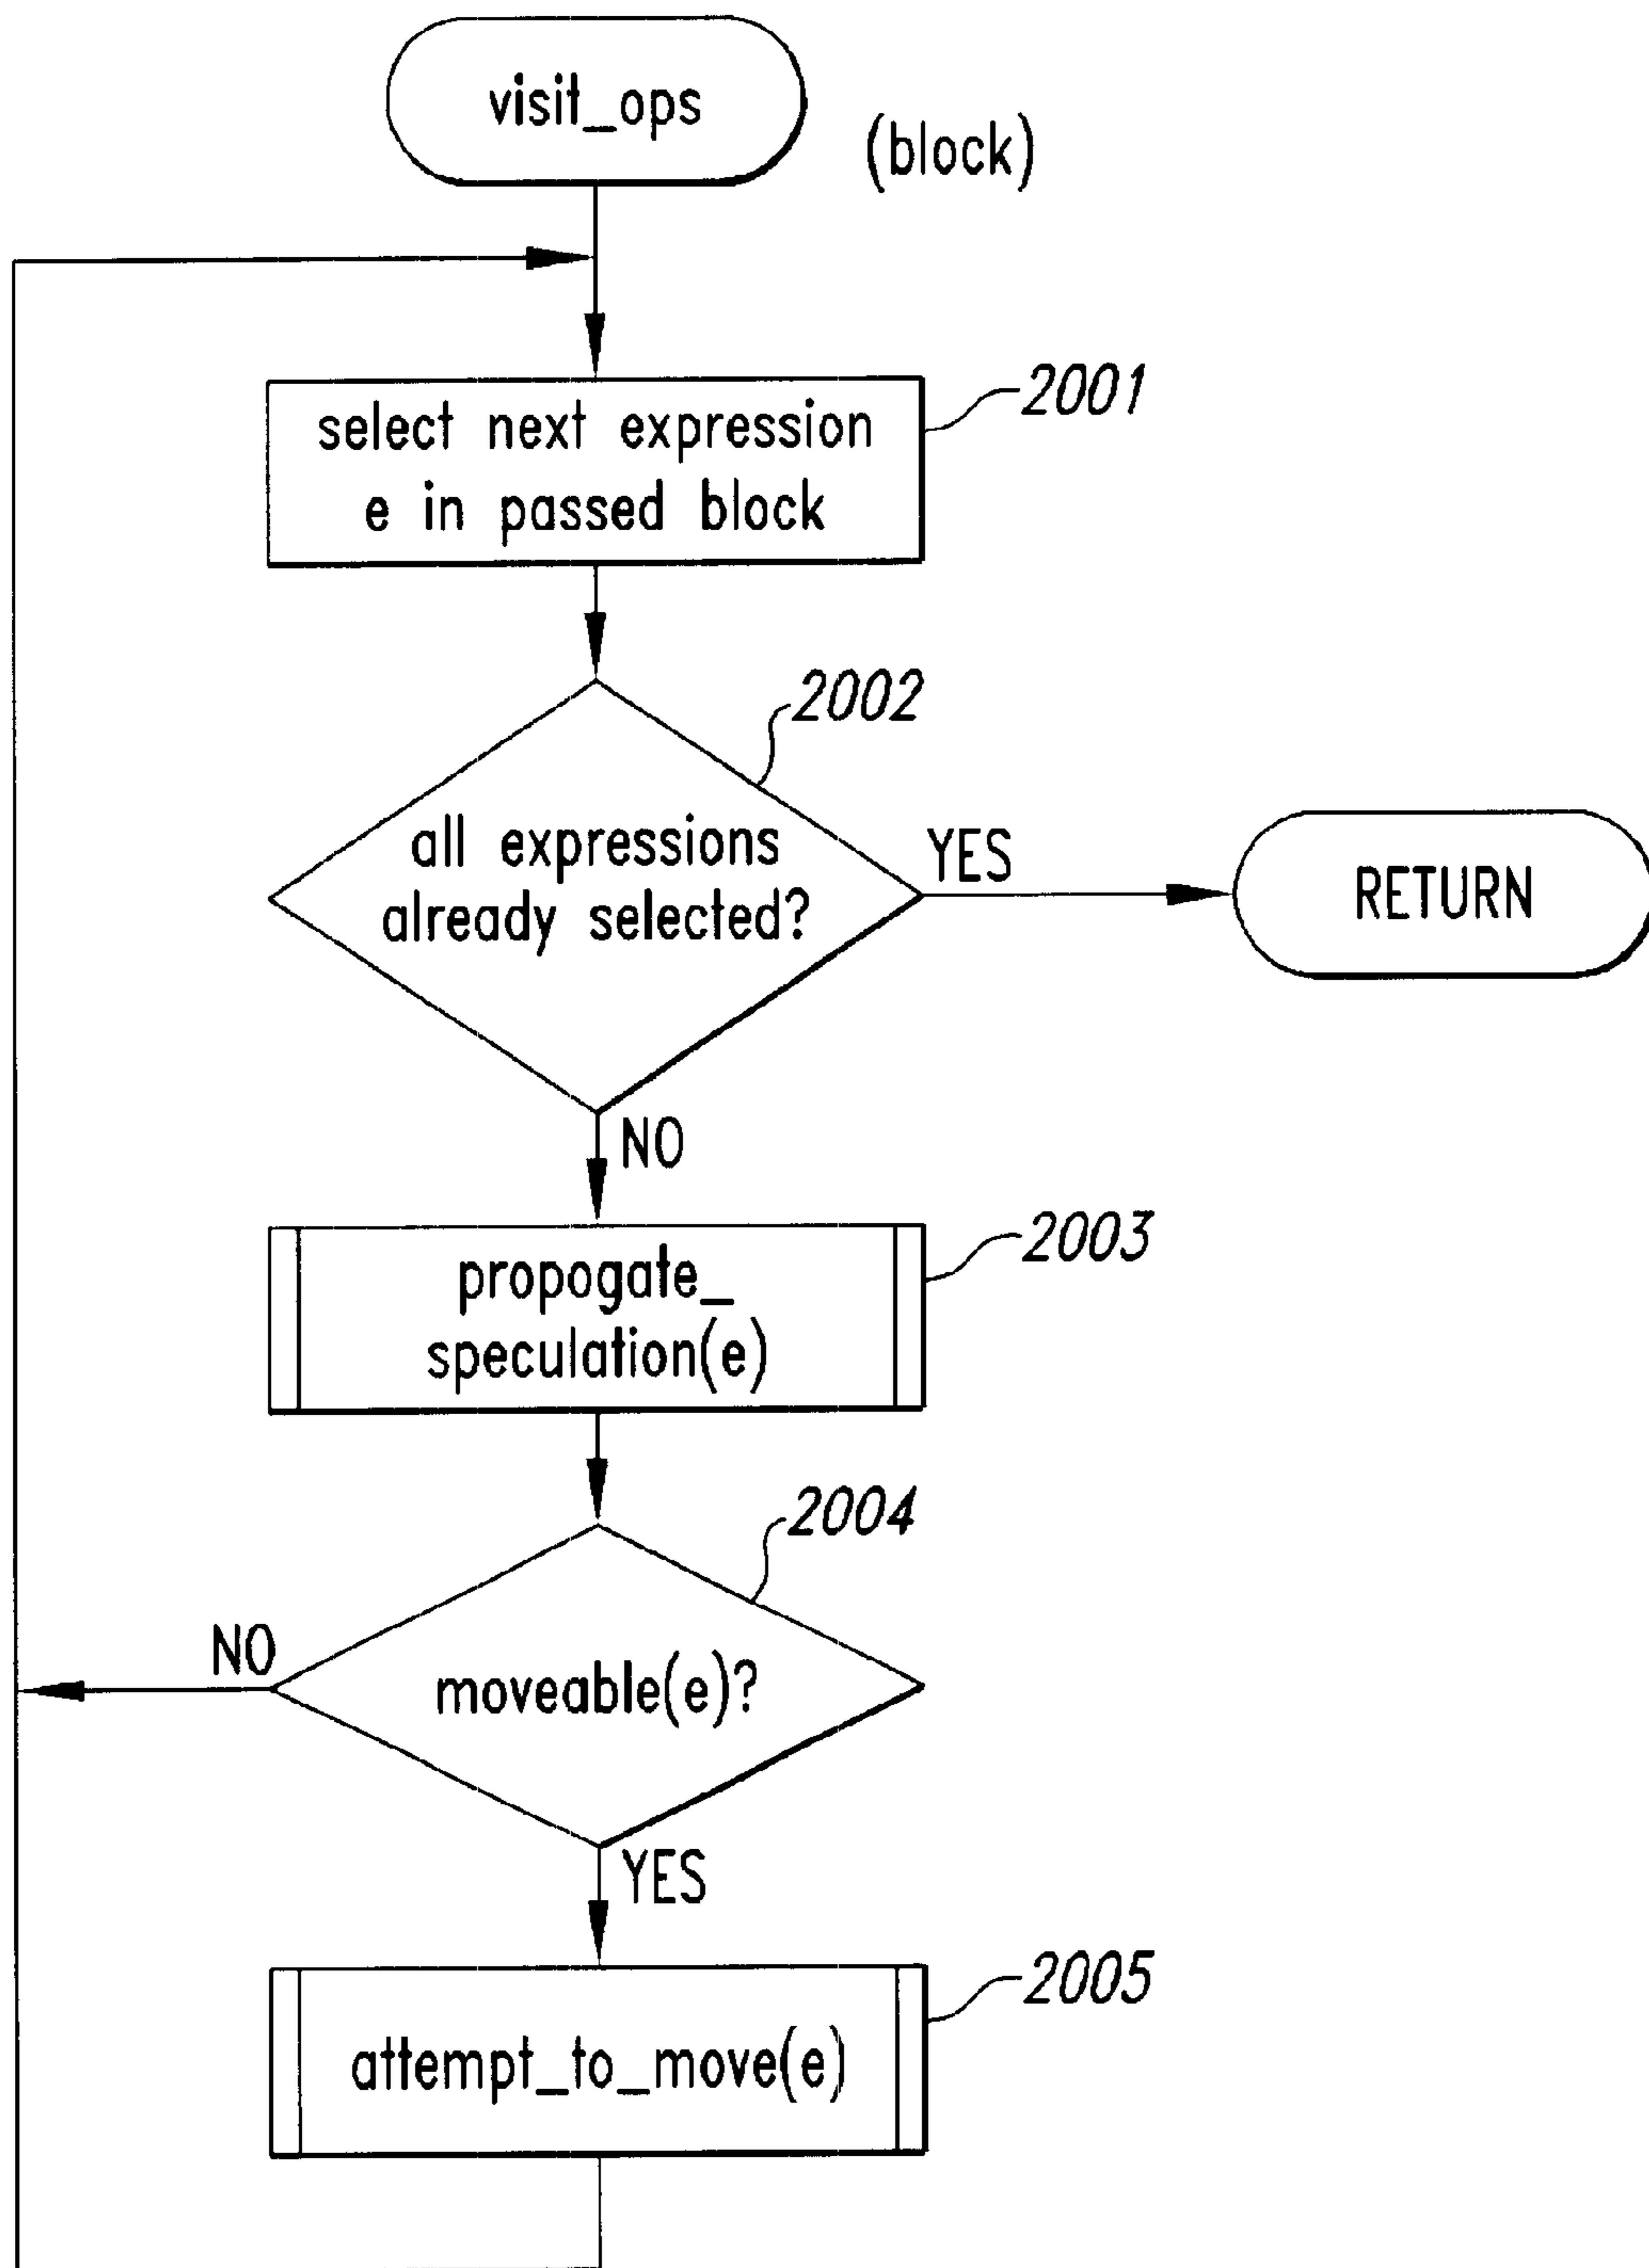 visit_ops
(block)
2001
select next expression
e in passed block
2002
all expressions
already selected?
YES
RETURN
NO
2003
propogate_
speculation(e)
2004
NO
moveable(e)?
YES
2005
attempt_to_move(e)